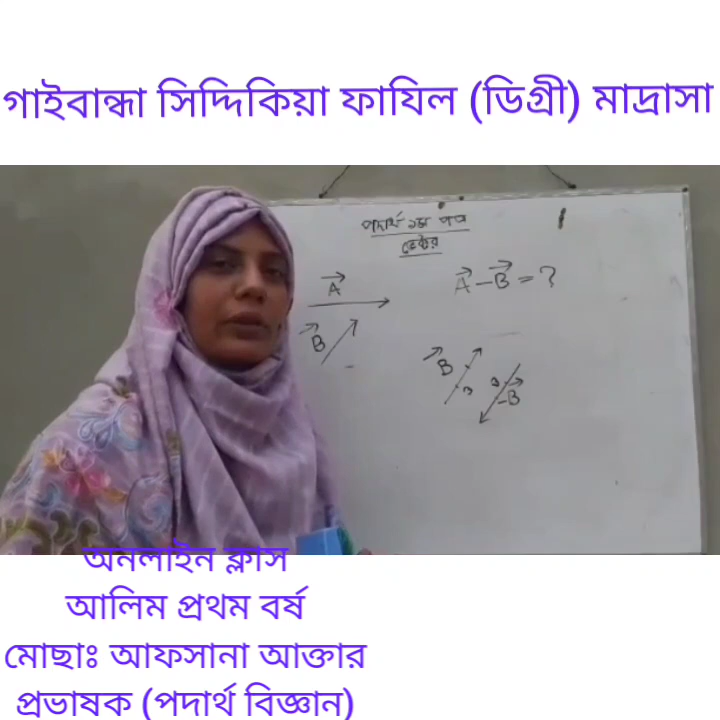 গাইবান্ধা সিদ্দিকিয়া ফাযিল (ডিগ্রী) মাদ্রাসা
পদার্থ ১ম পত্র
ভেক্টর
A
A - B = ?
B
B
-B
অনলাইন ক্লাস
আলিম প্রথম বর্ষ
মোছাঃ আফসানা আক্তার
প্রভাষক (পদার্থ বিজ্ঞান)